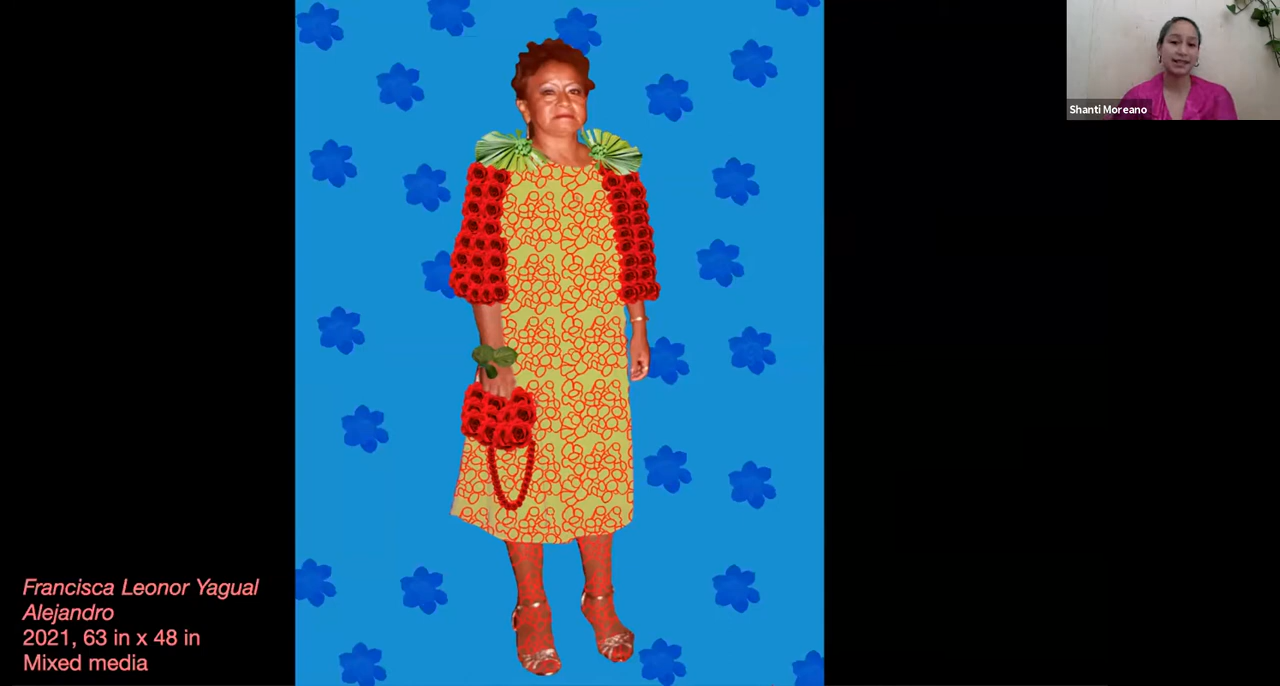 Shanti Moreano
Francisca Leonor Yagual
Alejandro
2021, 63 in x 48 in
Mixed media